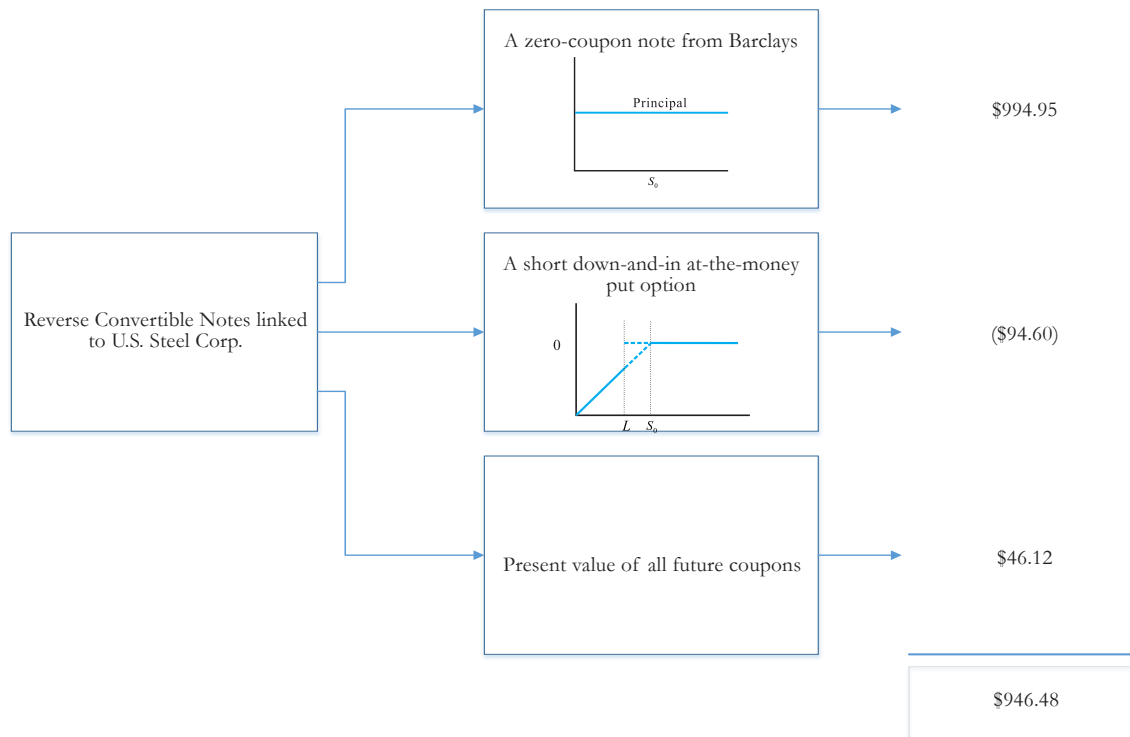 A zero-coupon note from Barclays
Principal
S₀
$994.95
Reverse Convertible Notes linked
to U.S. Steel Corp.
A short down-and-in at-the-money
put option
0
L S₀
($94.60)
Present value of all future coupons
$46.12
$946.48